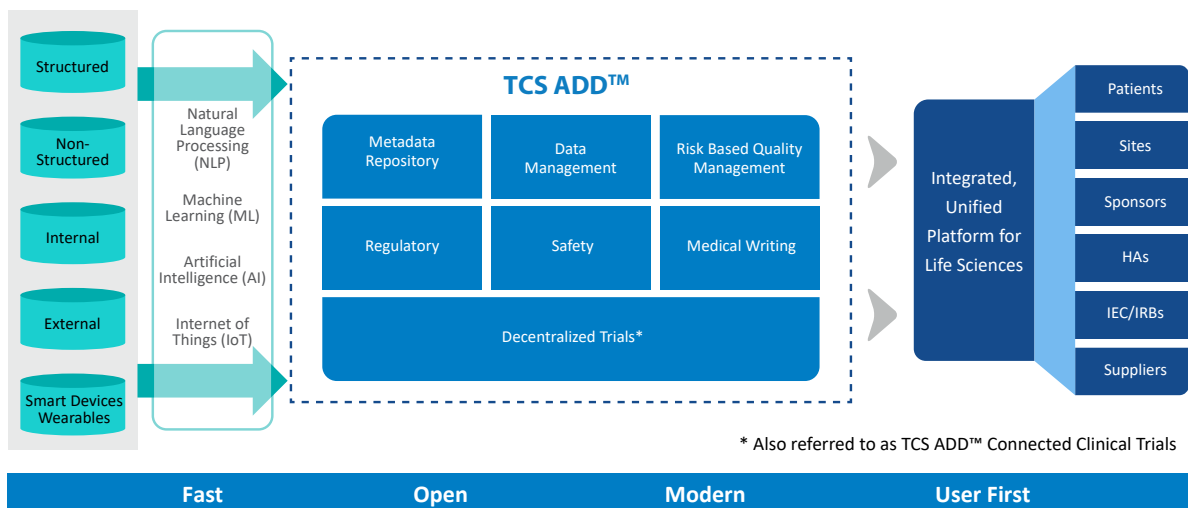 Structured
Non-
Structured
Internal
External
Smart Devices
Wearables
Natural
Language
Processing
(NLP)
Machine
Learning (ML)
Artificial
Intelligence (AI)
Internet of
Things (IoT)
TCS ADD™
Metadata
Repository
Data
Management
Risk Based Quality
Management
Regulatory
Safety
Medical Writing
Decentralized Trials*
Integrated,
Unified
Platform for
Life Sciences
Patients
Sites
Sponsors
HAs
IEC/IRBs
Suppliers
* Also referred to as TCS ADD™ Connected Clinical Trials
Fast Open Modern User First